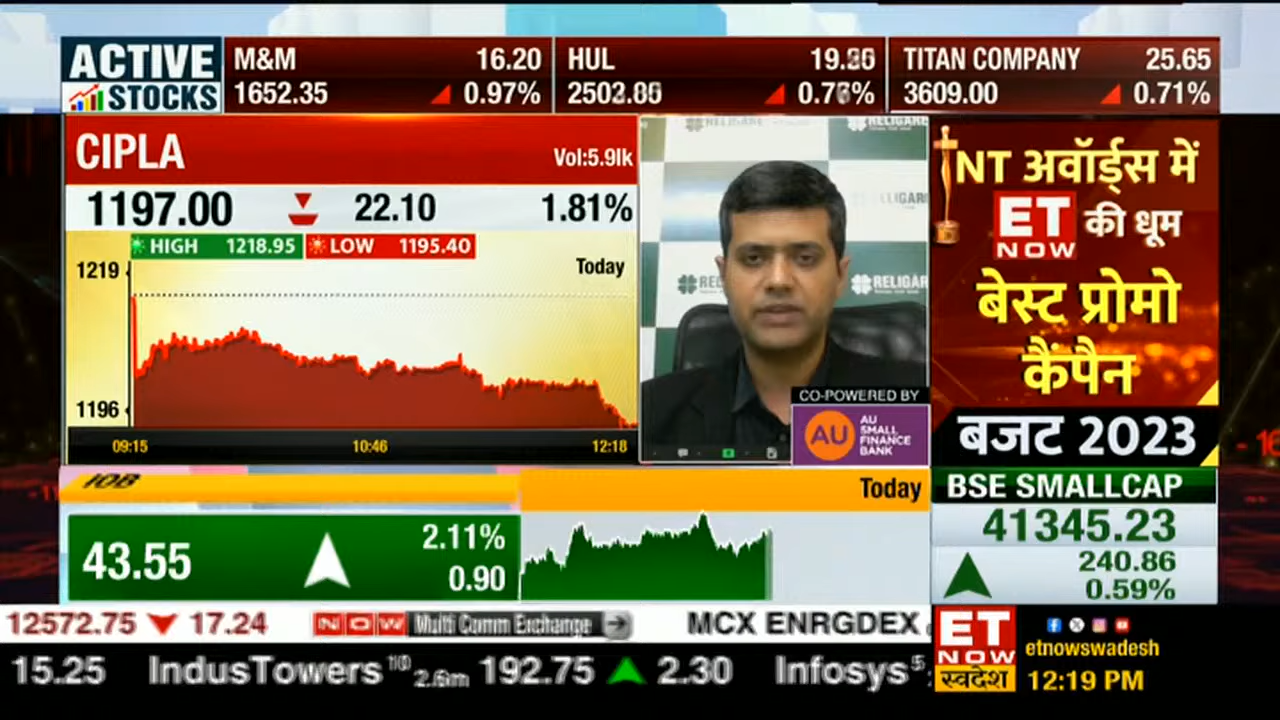 ACTIVE
STOCKS
M&M 16.20
1652.35 0.97%
HUL
TITAN COMPANY 25.65
3609.00 0.71%
CIPLA Vol:5.9lk
1197.00 22.10 1.81%
HIGH 1218.95 LOW 1195.40
Today
1219
1196
09:15 10:46 12:18
RELIGARE
CO-POWERED BY
AU
AU
SMALL
FINANCE
BANK
NT अवॉर्ड्स में
ET
NOW
की धूम
बेस्ट प्रोमो
कैंपैन
बजट 2023
IOB
Today
43.55
2.11%
0.90
BSE SMALLCAP
41345.23
240.86
0.59%
12572.75 17.24 NOW Multi Comm Exchange MCX ENRGDEX
15.25 IndusTowers 2.6m 192.75 2.30 Infosys
ET
NOW
स्वदेश
etnowswadesh
12:19 PM